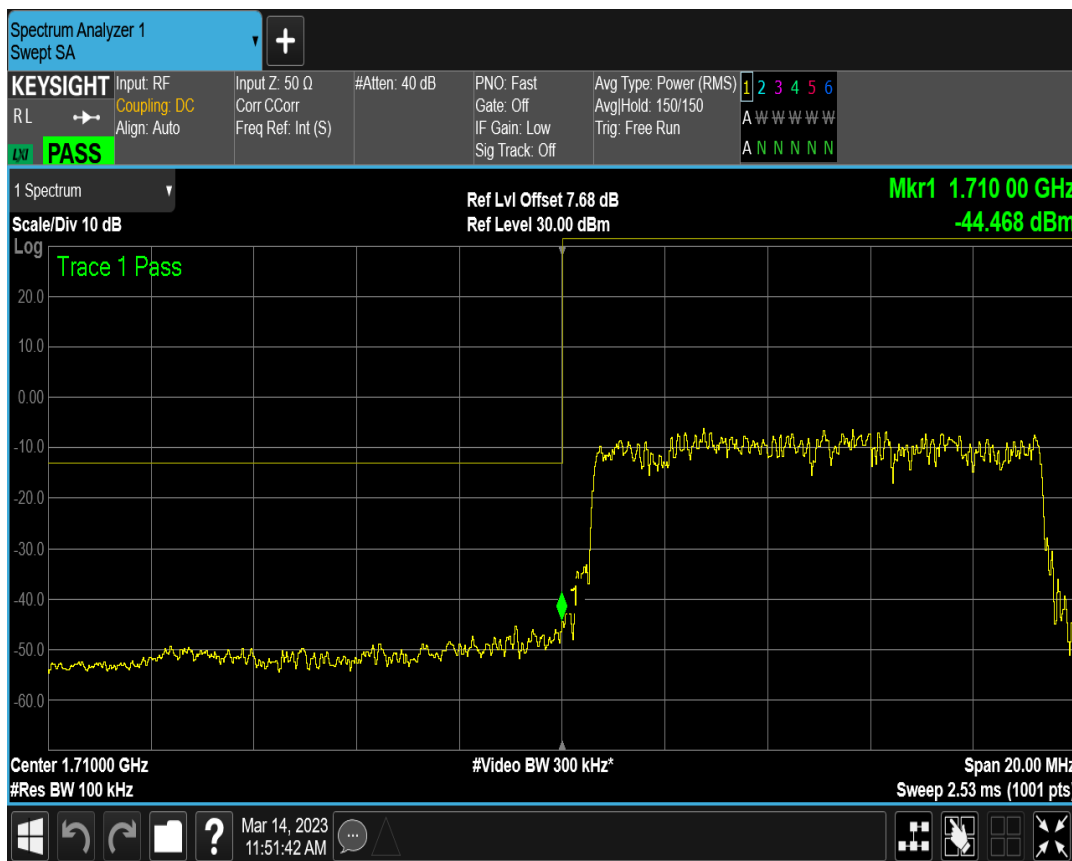 Spectrum Analyzer 1
Swept SA
+
KEYSIGHT
RL
LXI PASS
Input: RF
Coupling: DC
Align: Auto
Input Z: 50 Ω
Corr CCorr
Freq Ref: Int (S)
#Atten: 40 dB
PNO: Fast
Gate: Off
IF Gain: Low
Sig Track: Off
Avg Type: Power (RMS)
Avg|Hold: 150/150
Trig: Free Run
1 2 3 4 5 6
A W W W W W
A N N N N N
1 Spectrum
Scale/Div 10 dB
Ref Lvl Offset 7.68 dB
Ref Level 30.00 dBm
Mkr1 1.710 00 GHz
-44.468 dBm
Log
Trace 1 Pass
20.0
10.0
0.00
-10.0
-20.0
-30.0
-40.0
-50.0
-60.0
1
Center 1.71000 GHz
#Res BW 100 kHz
#Video BW 300 kHz*
Span 20.00 MHz
Sweep 2.53 ms (1001 pts)
?
Mar 14, 2023
11:51:42 AM